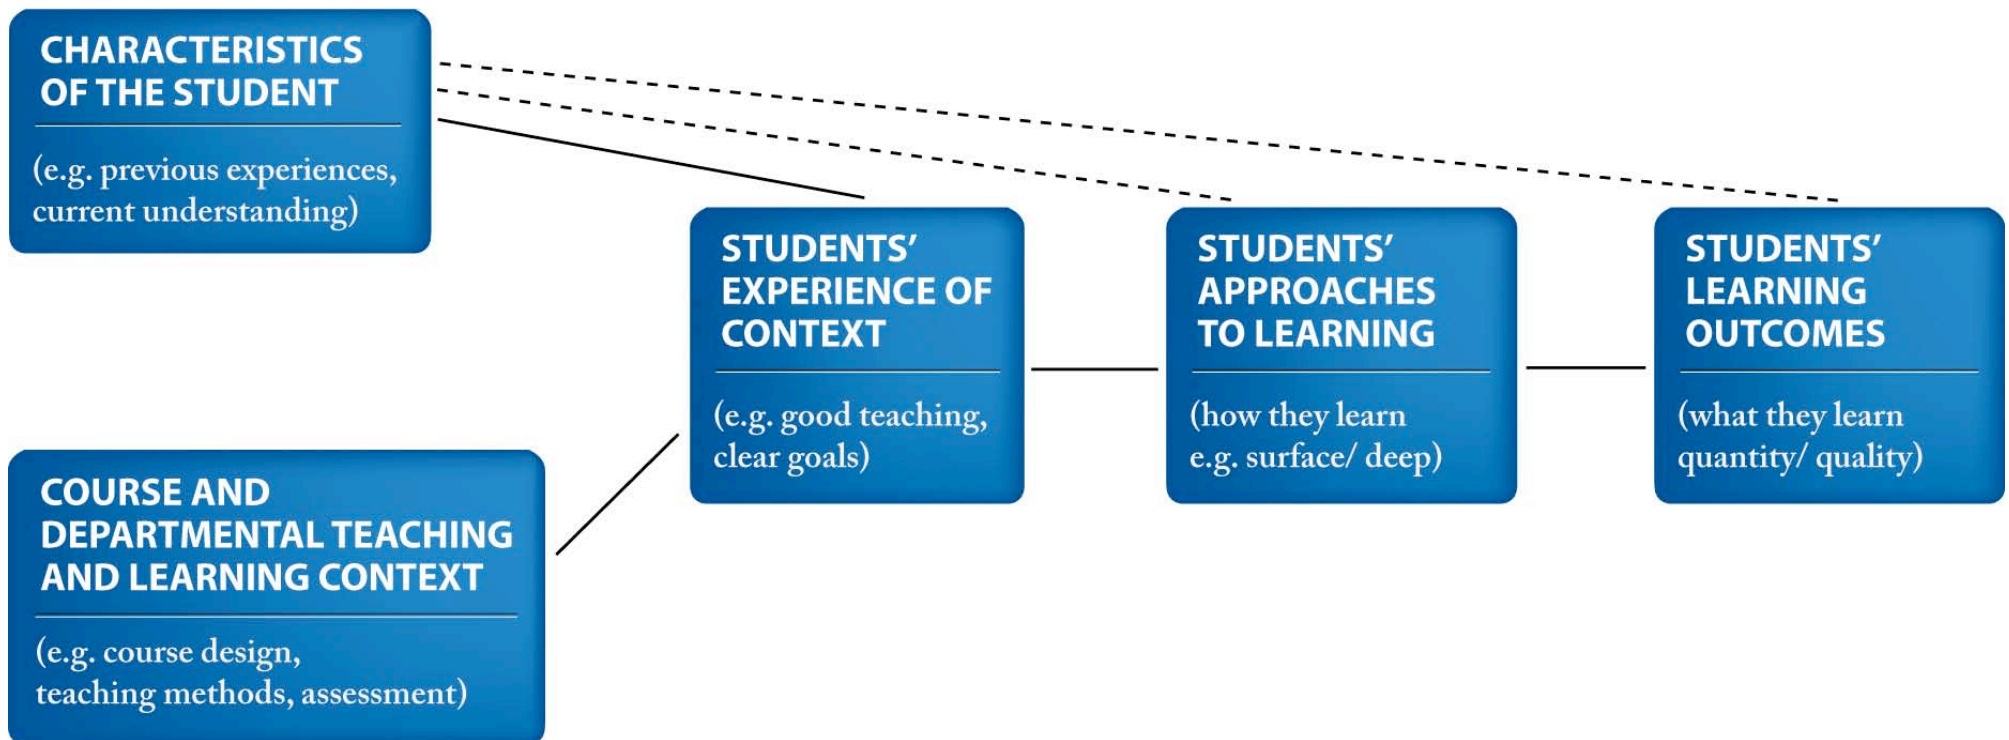 CHARACTERISTICS
OF THE STUDENT
(e.g. previous experiences,
current understanding)
STUDENTS’
EXPERIENCE OF
CONTEXT
(e.g. good teaching,
clear goals)
STUDENTS’
APPROACHES
TO LEARNING
(how they learn
e.g. surface/ deep)
STUDENTS’
LEARNING
OUTCOMES
(what they learn
quantity/ quality)
COURSE AND
DEPARTMENTAL TEACHING
AND LEARNING CONTEXT
(e.g. course design,
teaching methods, assessment)